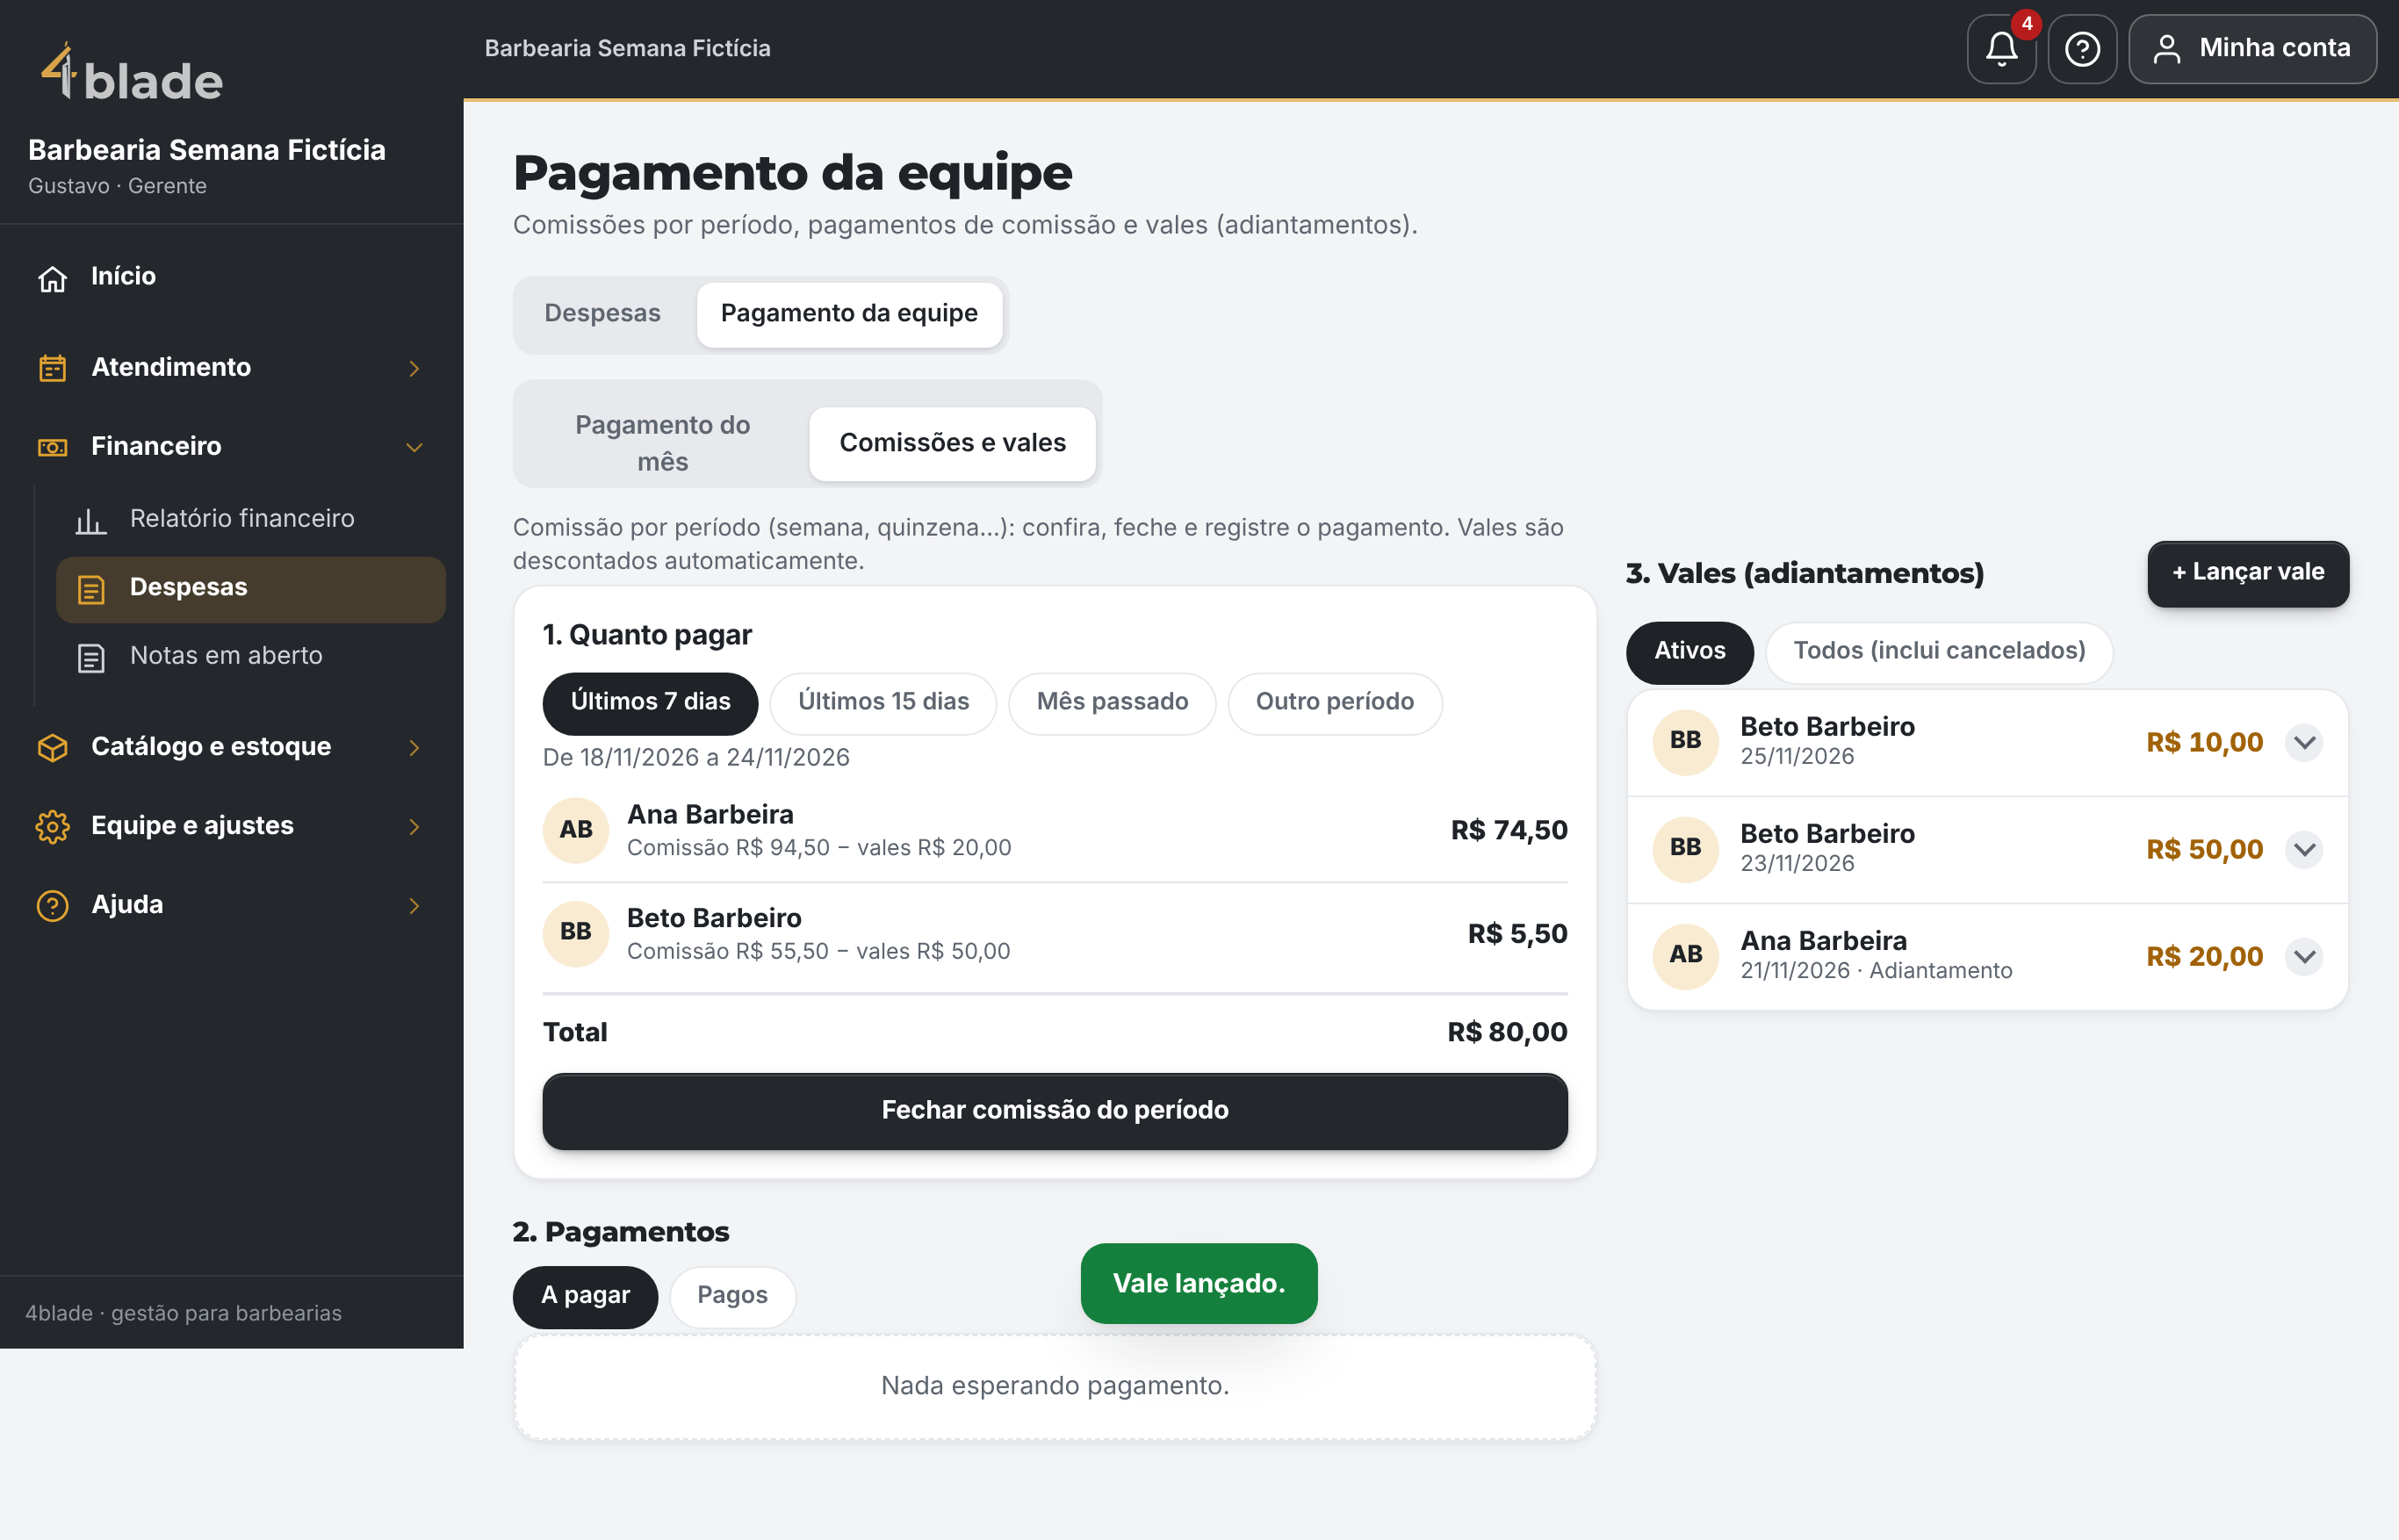 4blade
Barbearia Semana Fictícia
Gustavo · Gerente
Início
Atendimento
Financeiro
Relatório financeiro
Despesas
Notas em aberto
Catálogo e estoque
Equipe e ajustes
Ajuda
4blade · gestão para barbearias
Barbearia Semana Fictícia
4
Minha conta
Pagamento da equipe
Comissões por período, pagamentos de comissão e vales (adiantamentos).
Despesas
Pagamento da equipe
Pagamento do
mês
Comissões e vales
Comissão por período (semana, quinzena...): confira, feche e registre o pagamento. Vales são
descontados automaticamente.
1. Quanto pagar
Últimos 7 dias
Últimos 15 dias
Mês passado
Outro período
De 18/11/2026 a 24/11/2026
AB
Ana Barbeira
Comissão R$ 94,50 − vales R$ 20,00
R$ 74,50
BB
Beto Barbeiro
Comissão R$ 55,50 − vales R$ 50,00
R$ 5,50
Total
R$ 80,00
Fechar comissão do período
2. Pagamentos
A pagar
Pagos
Nada esperando pagamento.
Vale lançado.
3. Vales (adiantamentos)
+ Lançar vale
Ativos
Todos (inclui cancelados)
BB
Beto Barbeiro
25/11/2026
R$ 10,00
BB
Beto Barbeiro
23/11/2026
R$ 50,00
AB
Ana Barbeira
21/11/2026 · Adiantamento
R$ 20,00